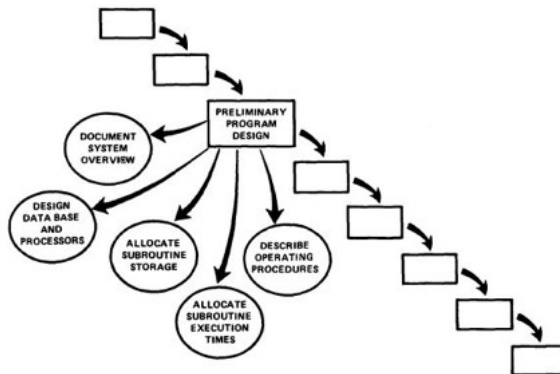 PRELIMINARY
PROGRAM
DESIGN
DOCUMENT
SYSTEM
OVERVIEW
DESIGN
DATA BASE
AND
PROCESSORS
ALLOCATE
SUBROUTINE
STORAGE
DESCRIBE
OPERATING
PROCEDURES
ALLOCATE
SUBROUTINE
EXECUTION
TIMES